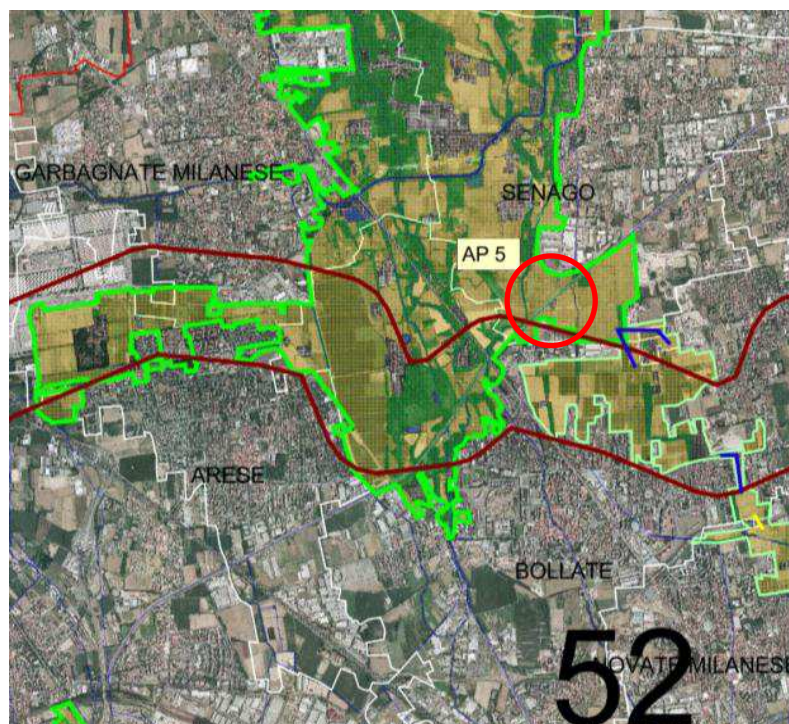 GARBAGNATE MILANESE
SENAGO
AP 5
ARESE
BOLLATE
52
NOVATE MILANESE